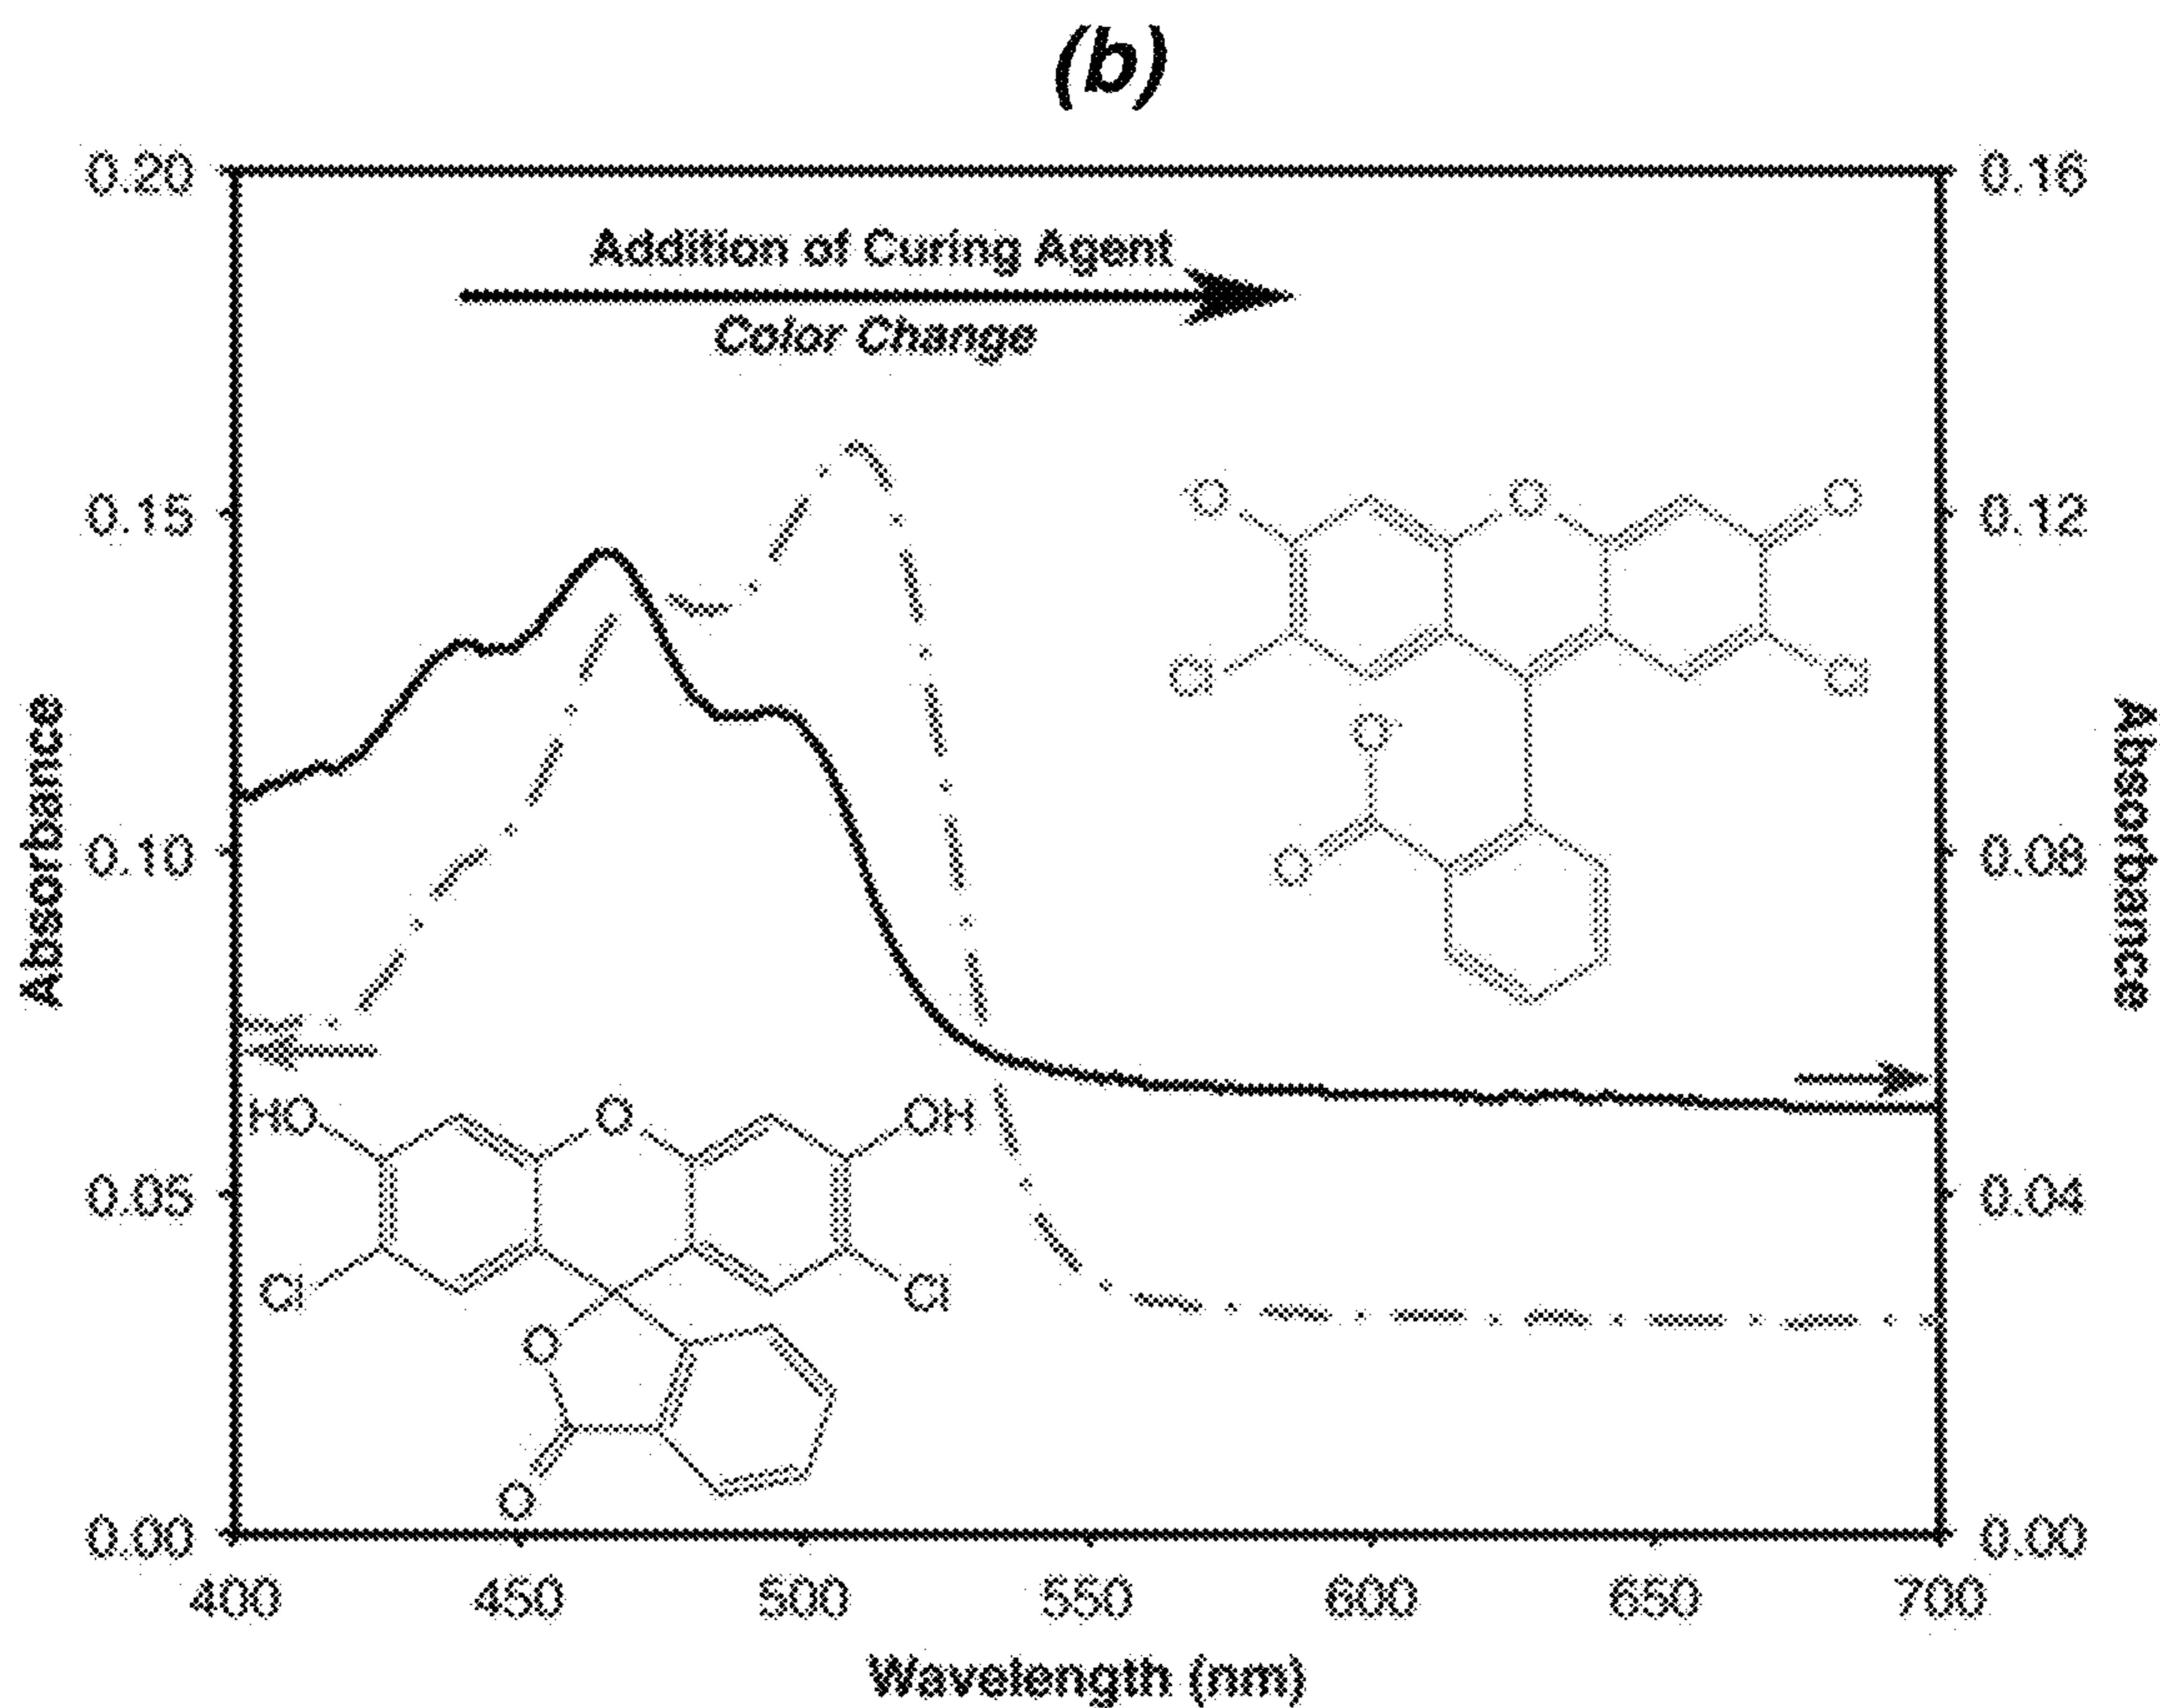 (b)
0.20
0.16
Addition of Curing Agent
Color Change
0.15
0.12
-O
O
O
Cl
Cl
O-
O
Absorbance
Absorbance
0.10
0.08
HO
O
OH
Cl
Cl
O
O
0.05
0.04
0.00
0.00
400
450
500
550
600
650
700
Wavelength (nm)